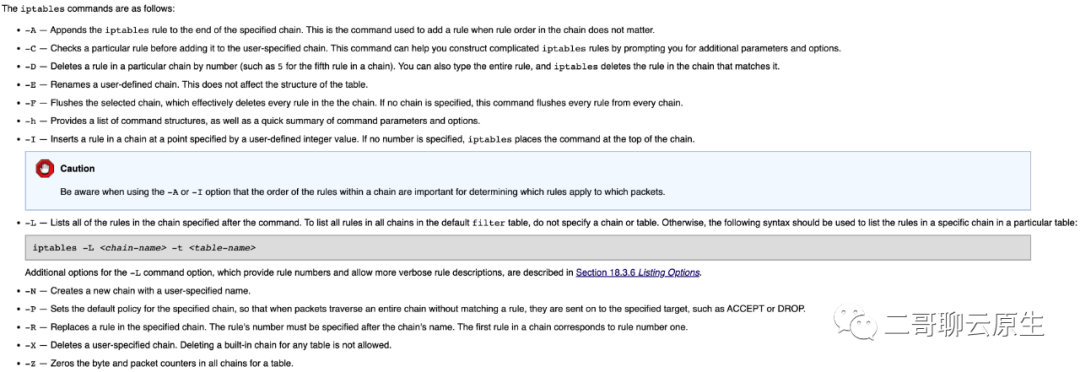 The iptables commands are as follows:
• -A — Appends the iptables rule to the end of the specified chain. This is the command used to add a rule when rule order in the chain does not matter.
• -C — Checks a particular rule before adding it to the user-specified chain. This command can help you construct complicated iptables rules by prompting you for additional parameters and options.
• -D — Deletes a rule in a particular chain by number (such as 5 for the fifth rule in a chain). You can also type the entire rule, and iptables deletes the rule in the chain that matches it.
• -E — Renames a user-defined chain. This does not affect the structure of the table.
• -F — Flushes the selected chain, which effectively deletes every rule in the the chain. If no chain is specified, this command flushes every rule from every chain.
• -h — Provides a list of command structures, as well as a quick summary of command parameters and options.
• -I — Inserts a rule in a chain at a point specified by a user-defined integer value. If no number is specified, iptables places the command at the top of the chain.
Caution
Be aware when using the -A or -I option that the order of the rules within a chain are important for determining which rules apply to which packets.
• -L — Lists all of the rules in the chain specified after the command. To list all rules in all chains in the default filter table, do not specify a chain or table. Otherwise, the following syntax should be used to list the rules in a specific chain in a particular table:
iptables -L <chain-name> -t <table-name>
Additional options for the -L command option, which provide rule numbers and allow more verbose rule descriptions, are described in Section 18.3.6 Listing Options.
• -N — Creates a new chain with a user-specified name.
• -P — Sets the default policy for the specified chain, so that when packets traverse an entire chain without matching a rule, they are sent on to the specified target, such as ACCEPT or DROP.
• -R — Replaces a rule in the specified chain. The rule's number must be specified after the chain's name. The first rule in a chain corresponds to rule number one.
• -X — Deletes a user-specified chain. Deleting a built-in chain for any table is not allowed.
• -Z — Zeros the byte and packet counters in all chains for a table.
二哥聊云原生